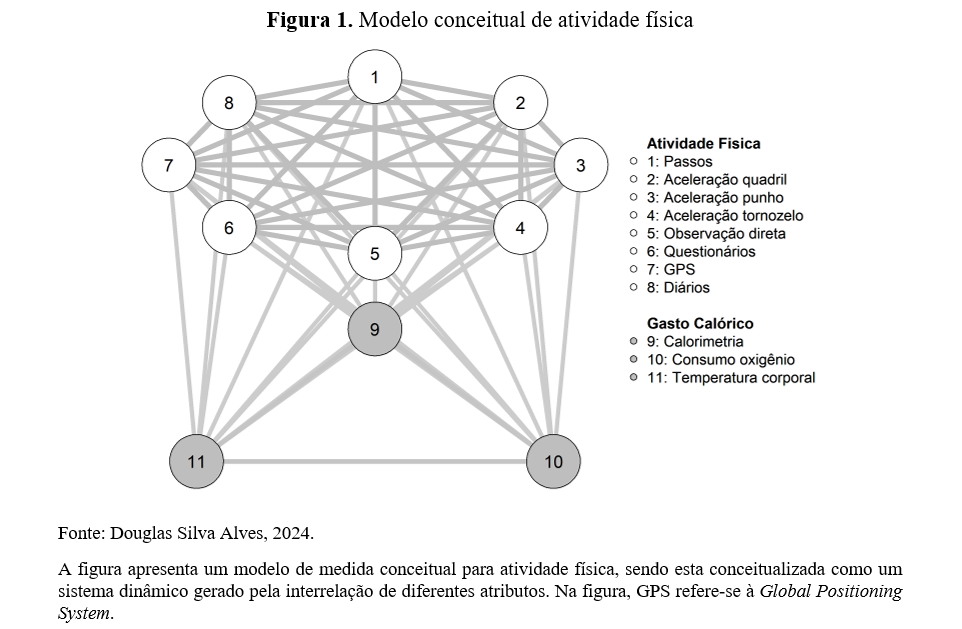 Figura 1. Modelo conceitual de atividade física
1
8
2
7
3
6
4
5
9
11
10
Atividade Fisica
1: Passos
2: Aceleração quadril
3: Aceleração punho
4: Aceleração tornozelo
5: Observação direta
6: Questionários
7: GPS
8: Diários
Gasto Calórico
9: Calorimetria
10: Consumo oxigênio
11: Temperatura corporal
Fonte: Douglas Silva Alves, 2024.
A figura apresenta um modelo de medida conceitual para atividade física, sendo esta conceitualizada como um
sistema dinâmico gerado pela interrelação de diferentes atributos. Na figura, GPS refere-se à Global Positioning
System.